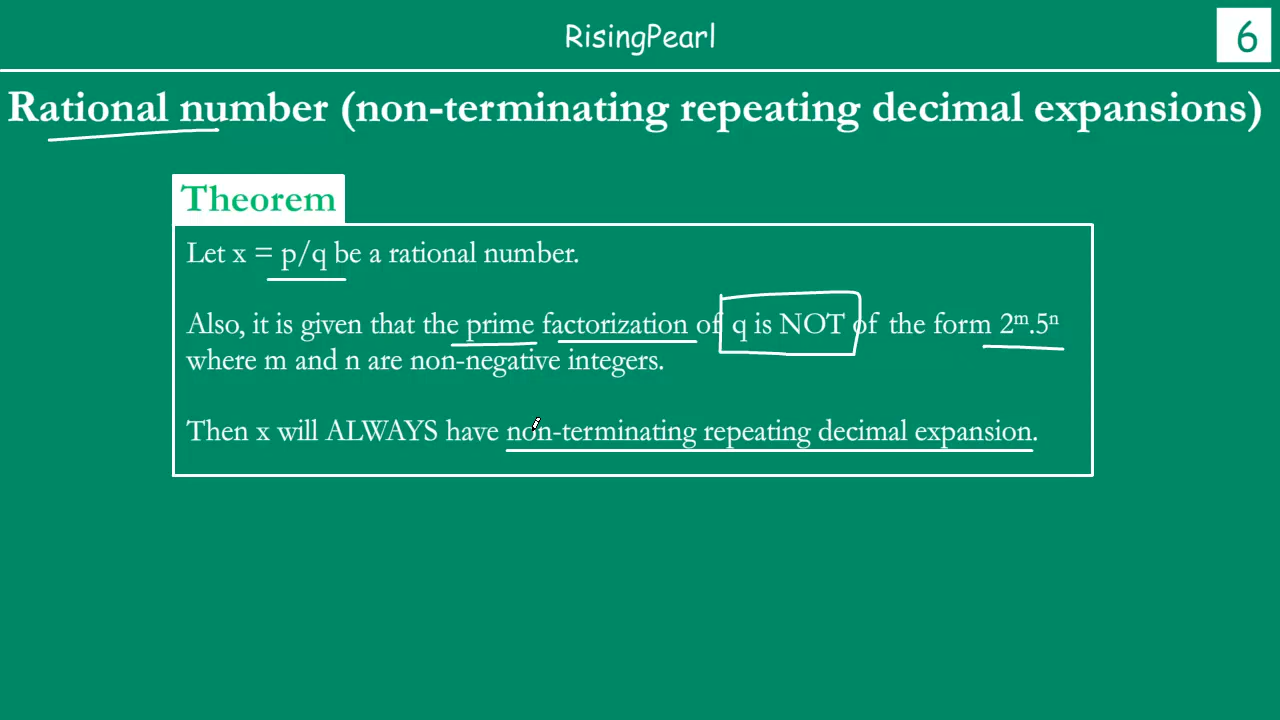 RisingPearl
6
Rational number (non-terminating repeating decimal expansions)
Theorem
Let x = p/q be a rational number.
Also, it is given that the prime factorization of q is NOT of the form 2ᵐ.5ⁿ
where m and n are non-negative integers.
Then x will ALWAYS have non-terminating repeating decimal expansion.